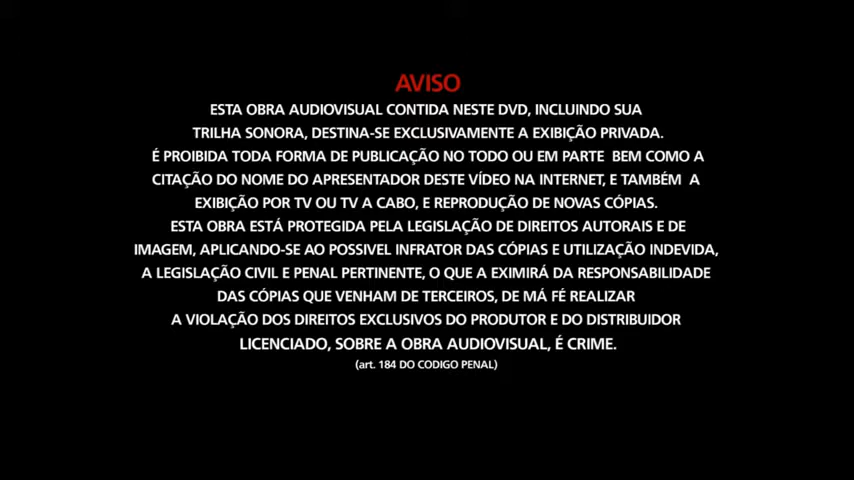 AVISO
ESTA OBRA AUDIOVISUAL CONTIDA NESTE DVD, INCLUINDO SUA
TRILHA SONORA, DESTINA-SE EXCLUSIVAMENTE A EXIBIÇÃO PRIVADA.
É PROIBIDA TODA FORMA DE PUBLICAÇÃO NO TODO OU EM PARTE BEM COMO A
CITAÇÃO DO NOME DO APRESENTADOR DESTE VÍDEO NA INTERNET, E TAMBÉM A
EXIBIÇÃO POR TV OU TV A CABO, E REPRODUÇÃO DE NOVAS CÓPIAS.
ESTA OBRA ESTÁ PROTEGIDA PELA LEGISLAÇÃO DE DIREITOS AUTORAIS E DE
IMAGEM, APLICANDO-SE AO POSSIVEL INFRATOR DAS CÓPIAS E UTILIZAÇÃO INDEVIDA,
A LEGISLAÇÃO CIVIL E PENAL PERTINENTE, O QUE A EXIMIRÁ DA RESPONSABILIDADE
DAS CÓPIAS QUE VENHAM DE TERCEIROS, DE MÁ FÉ REALIZAR
A VIOLAÇÃO DOS DIREITOS EXCLUSIVOS DO PRODUTOR E DO DISTRIBUIDOR
LICENCIADO, SOBRE A OBRA AUDIOVISUAL, É CRIME.
(art. 184 DO CODIGO PENAL)